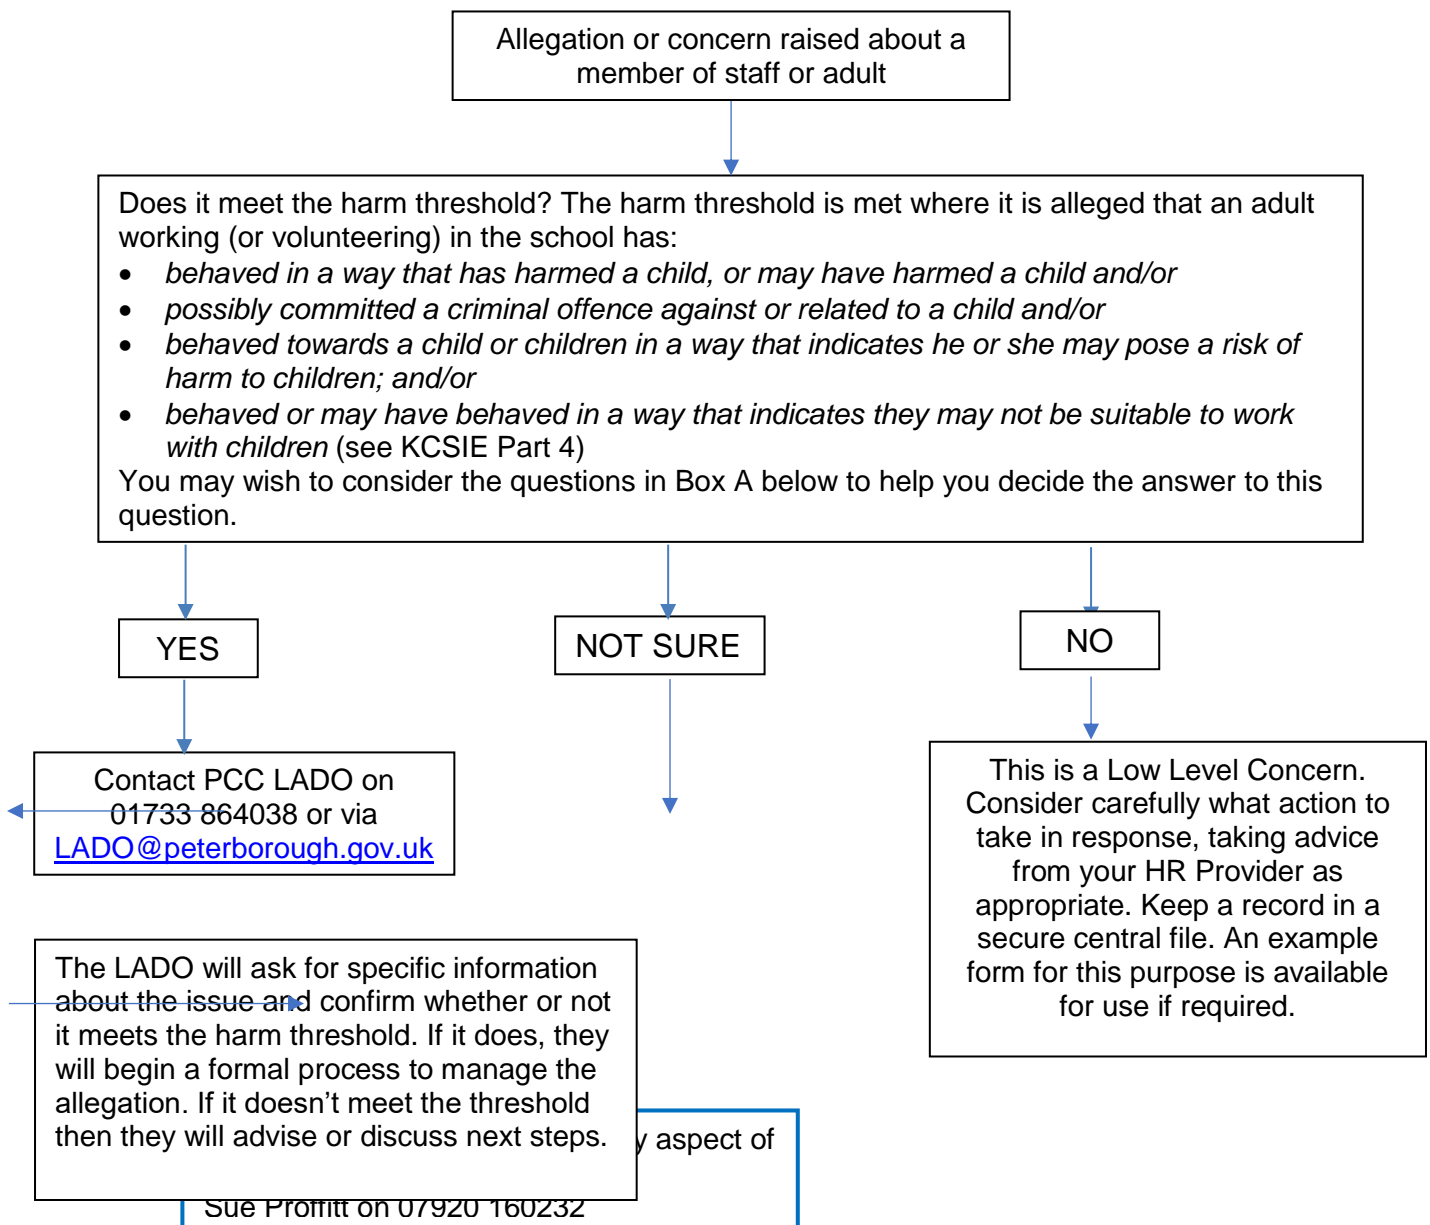 Allegation or concern raised about a
member of staff or adult
Does it meet the harm threshold? The harm threshold is met where it is alleged that an adult
working (or volunteering) in the school has:
• behaved in a way that has harmed a child, or may have harmed a child and/or
• possibly committed a criminal offence against or related to a child and/or
• behaved towards a child or children in a way that indicates he or she may pose a risk of
harm to children; and/or
• behaved or may have behaved in a way that indicates they may not be suitable to work
with children (see KCSIE Part 4)
You may wish to consider the questions in Box A below to help you decide the answer to this
question.
YES
NOT SURE
NO
Contact PCC LADO on
01733 864038 or via
LADO@peterborough.gov.uk
This is a Low Level Concern.
Consider carefully what action to
take in response, taking advice
from your HR Provider as
appropriate. Keep a record in a
secure central file. An example
form for this purpose is available
for use if required.
The LADO will ask for specific information
about the issue and confirm whether or not
it meets the harm threshold. If it does, they
will begin a formal process to manage the
allegation. If it doesn’t meet the threshold
then they will advise or discuss next steps.
aspect of
Sue Proffitt on 07920 160232